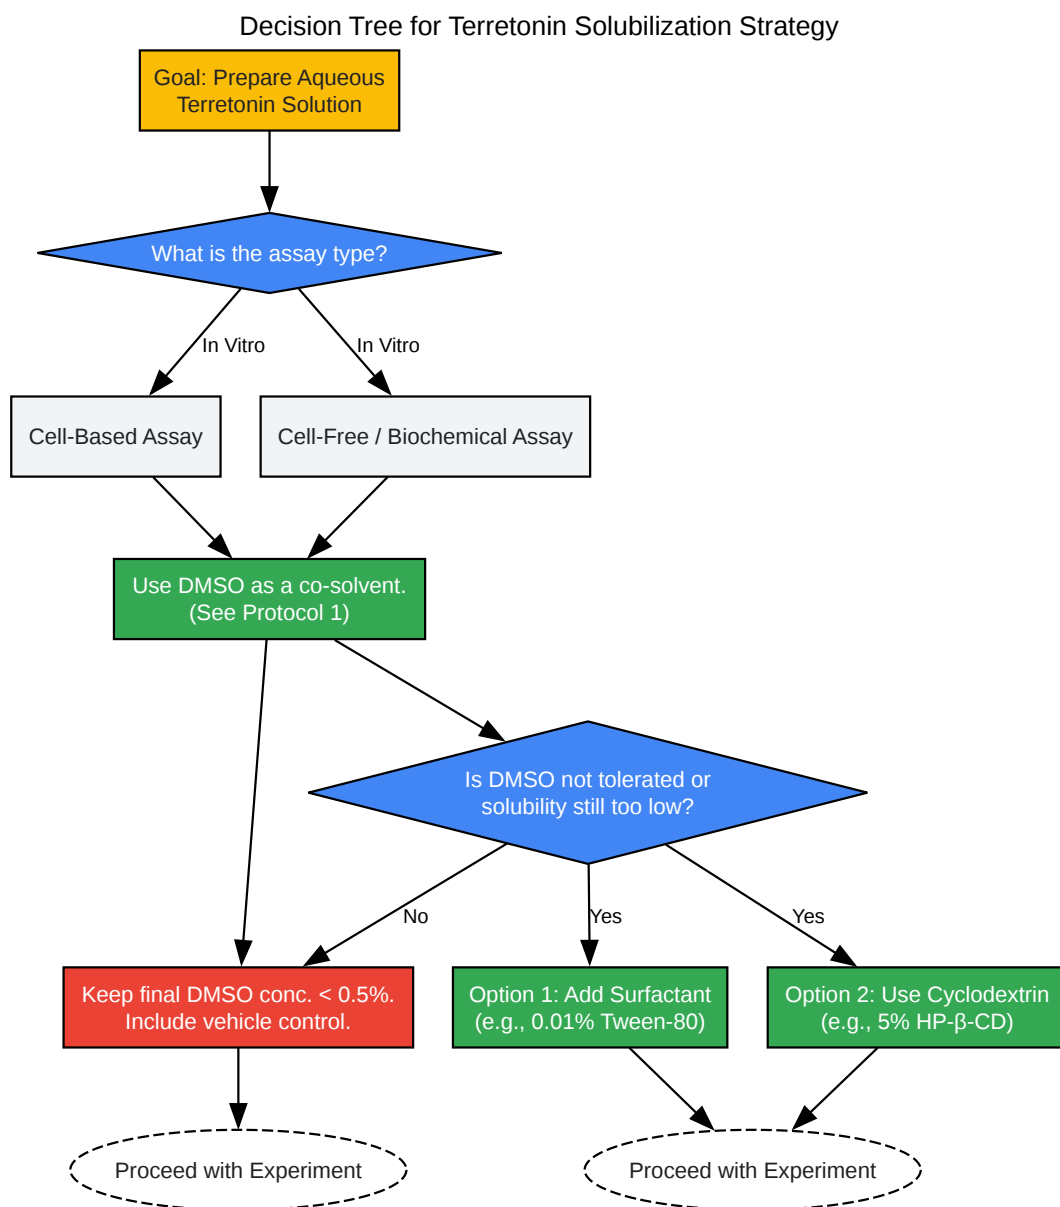 Decision Tree for Terretonin Solubilization Strategy
Goal: Prepare Aqueous
Terretonin Solution
What is the assay type?
In Vitro
In Vitro
Cell-Based Assay
Cell-Free / Biochemical Assay
Use DMSO as a co-solvent.
(See Protocol 1)
Is DMSO not tolerated or
solubility still too low?
No
Yes
Yes
Keep final DMSO conc. < 0.5%.
Include vehicle control.
Option 1: Add Surfactant
(e.g., 0.01% Tween-80)
Option 2: Use Cyclodextrin
(e.g., 5% HP-β-CD)
Proceed with Experiment
Proceed with Experiment